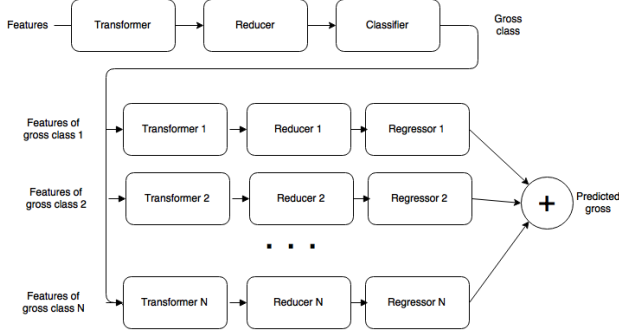 Features
Transformer
Reducer
Classifier
Gross
class
Features of
gross class 1
Transformer 1
Reducer 1
Regressor 1
Features of
gross class 2
Transformer 2
Reducer 2
Regressor 2
+
Predicted
gross
. . .
Features of
gross class N
Transformer N
Reducer N
Regressor N